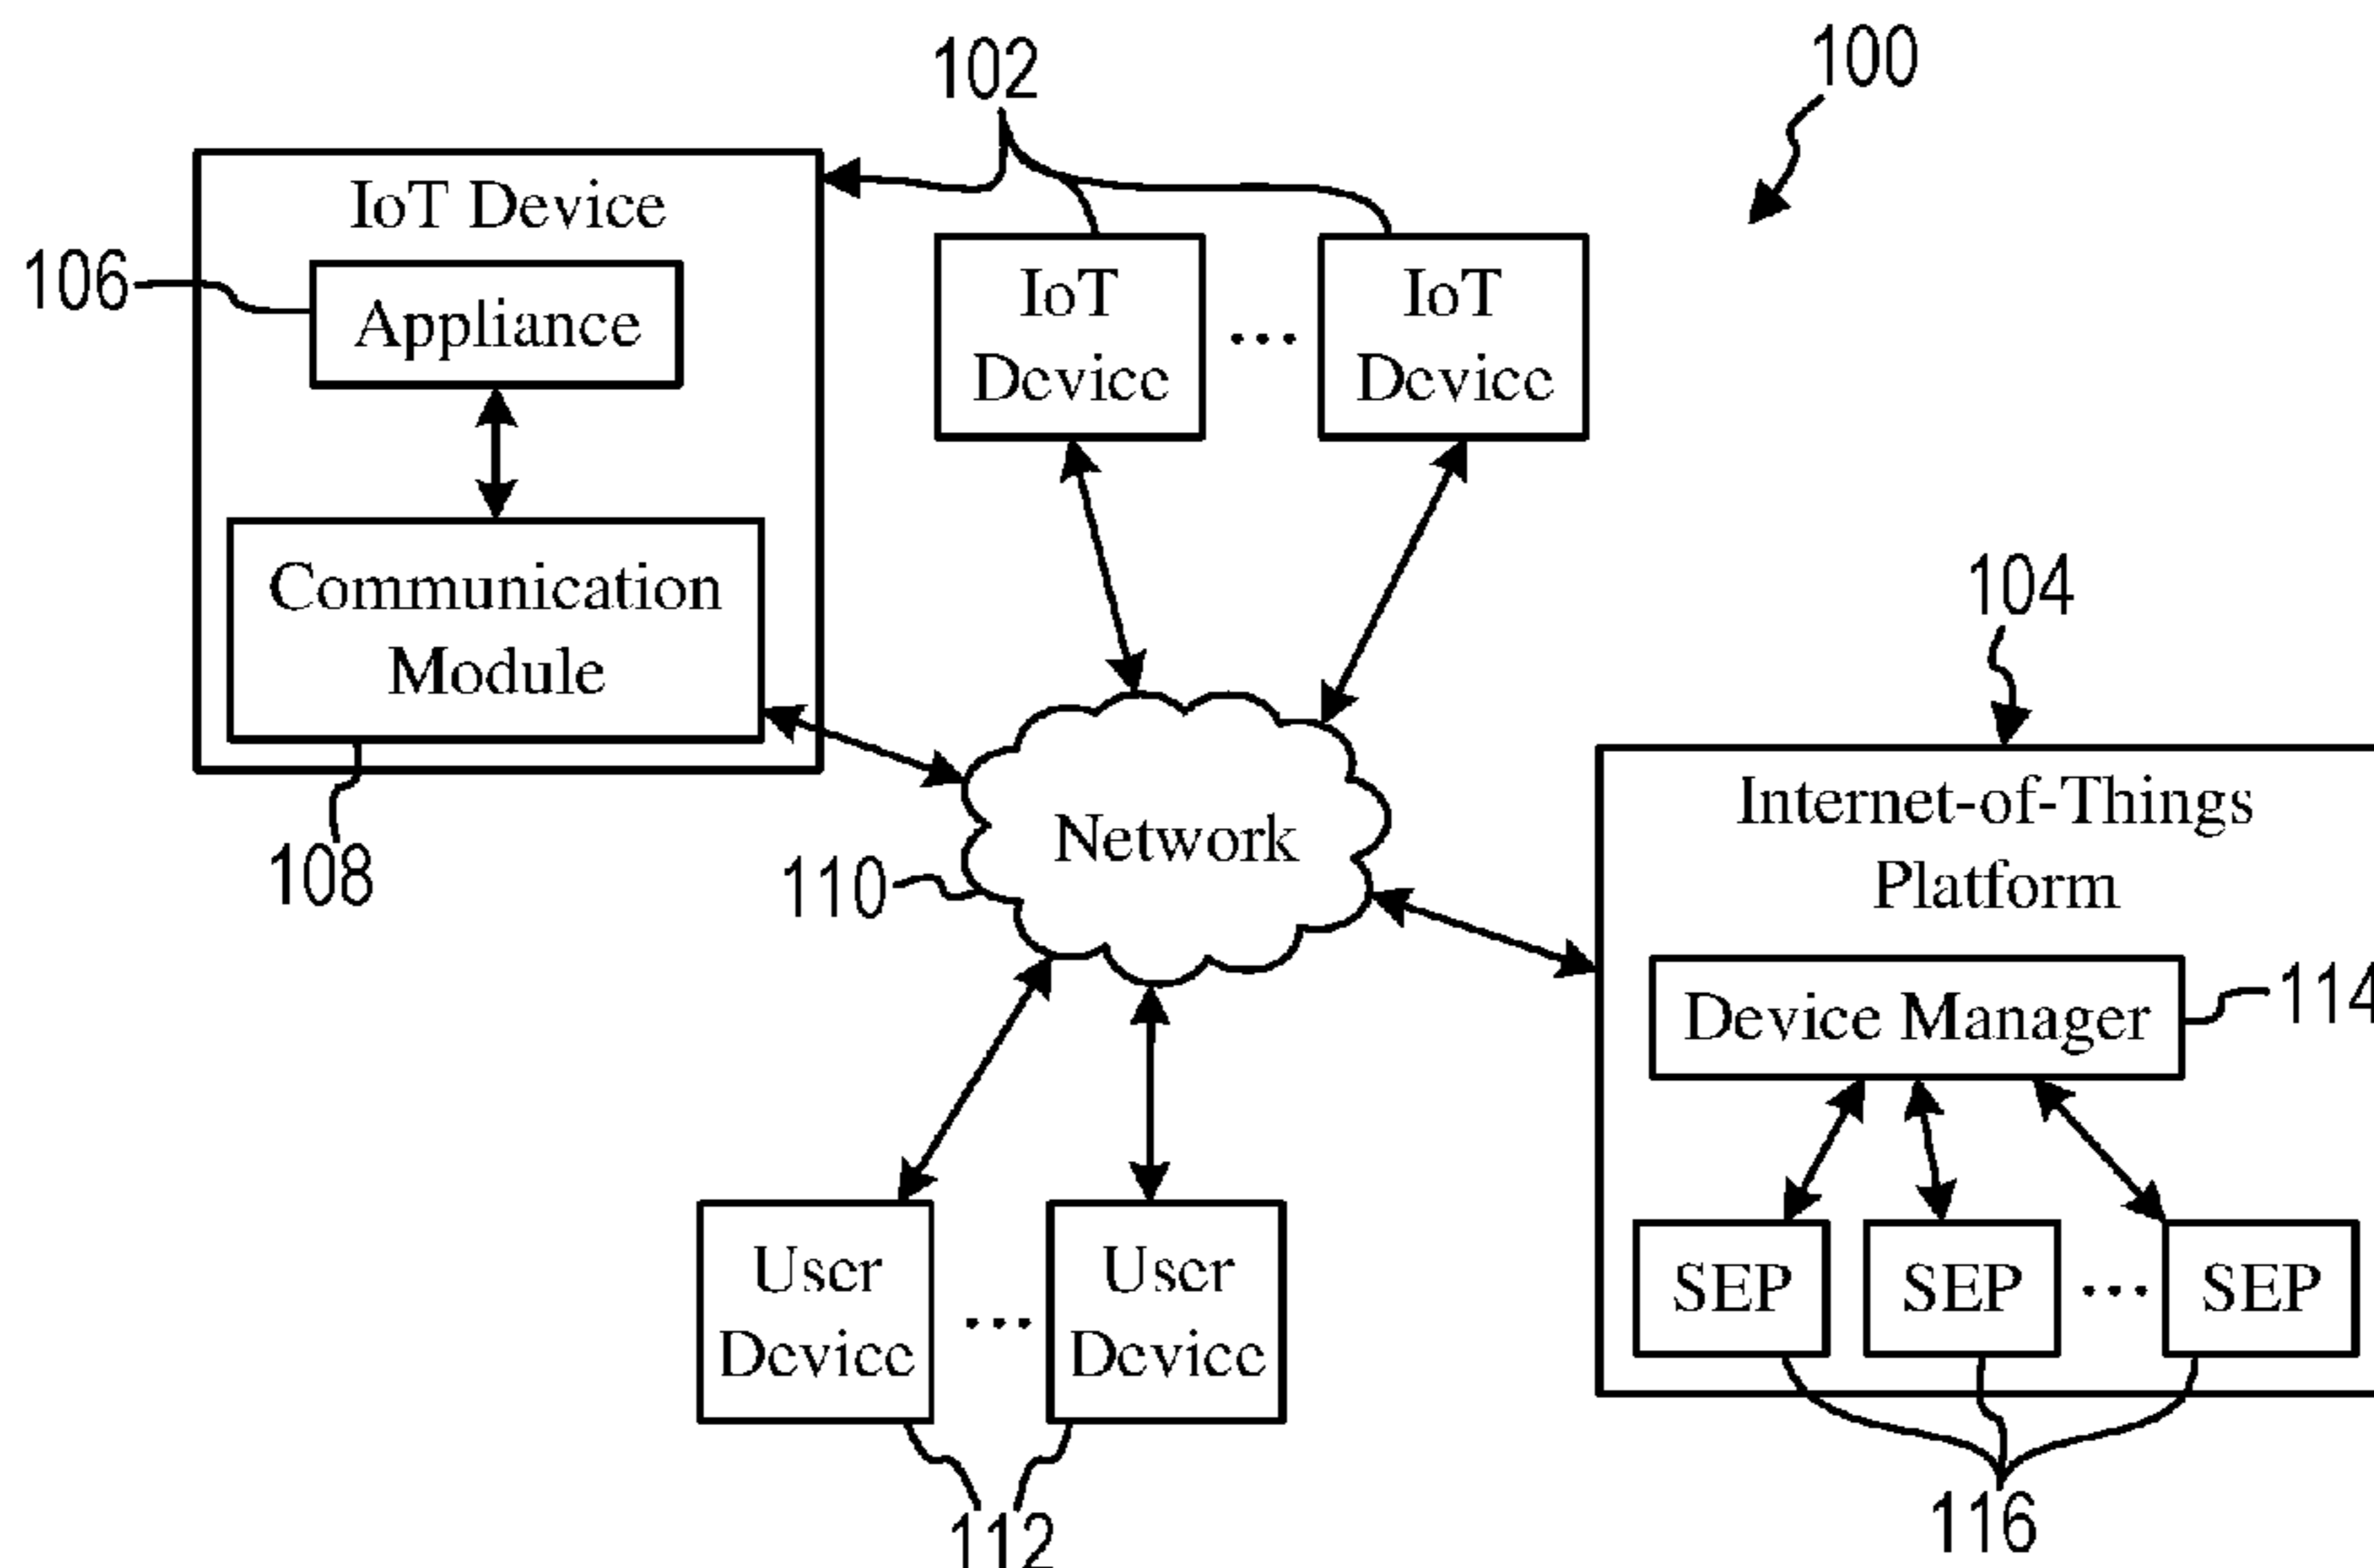 102
100
IoT Device
106
Appliance
IoT
Device
...
IoT
Device
Communication
Module
108
104
Network
110
Internet-of-Things
Platform
Device Manager
114
SEP
SEP
...
SEP
116
User
Device
...
User
Device
112